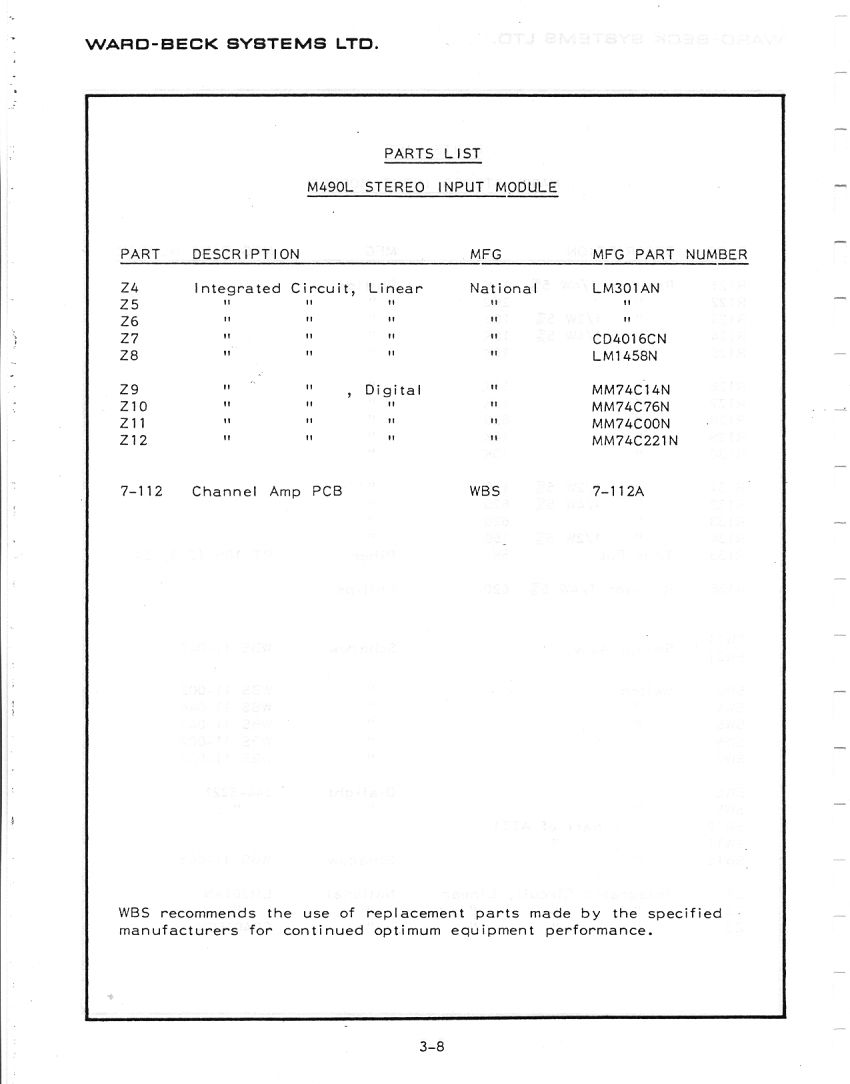 WARD-BECK SYSTEMS LTD.
PARTS LIST
M490L STEREO INPUT MODULE
PART DESCRIPTION MFG MFG PART NUMBER
Z4 Integrated Circuit, Linear National LM301AN
Z5 " " " " "
Z6 " " " " "
Z7 " " " " CD4016CN
Z8 " " " " LM1458N
Z9 " " , Digital " MM74C14N
Z10 " " " " MM74C76N
Z11 " " " " MM74C00N
Z12 " " " " MM74C221N
7-112 Channel Amp PCB WBS 7-112A
WBS recommends the use of replacement parts made by the specified
manufacturers for continued optimum equipment performance.
3-8